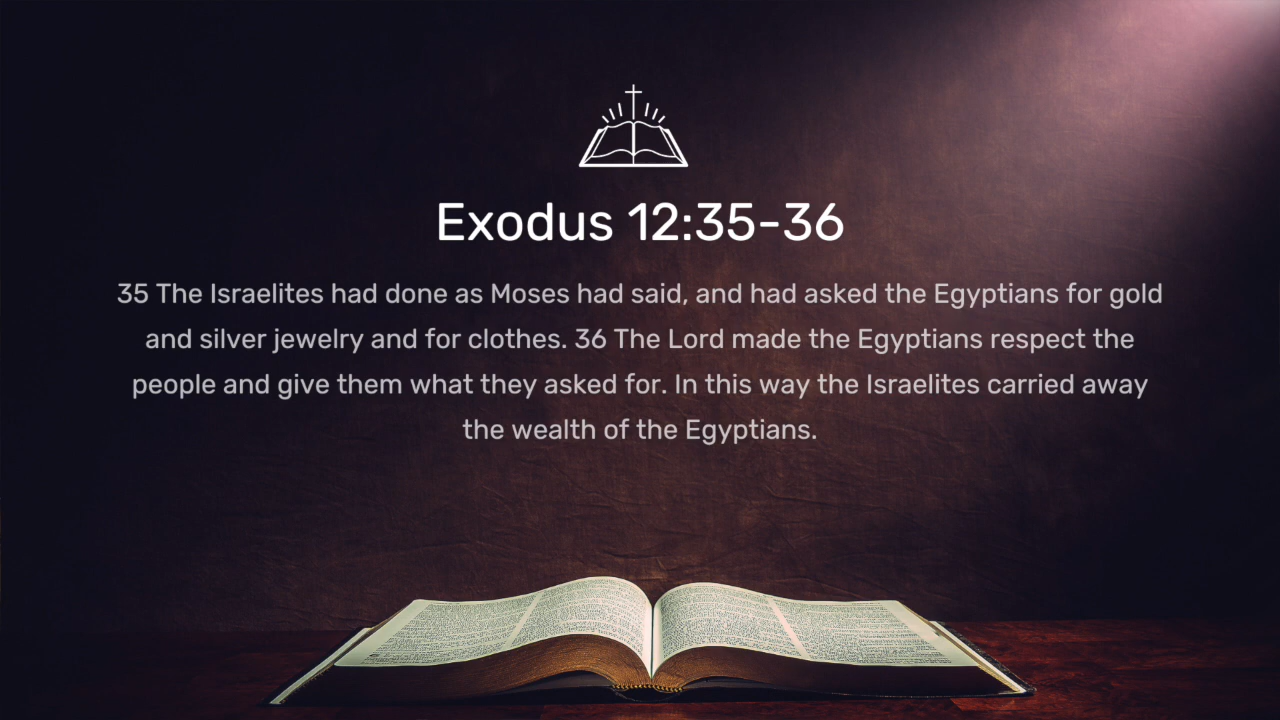 Exodus 12:35-36
35 The Israelites had done as Moses had said, and had asked the Egyptians for gold
and silver jewelry and for clothes. 36 The Lord made the Egyptians respect the
people and give them what they asked for. In this way the Israelites carried away
the wealth of the Egyptians.